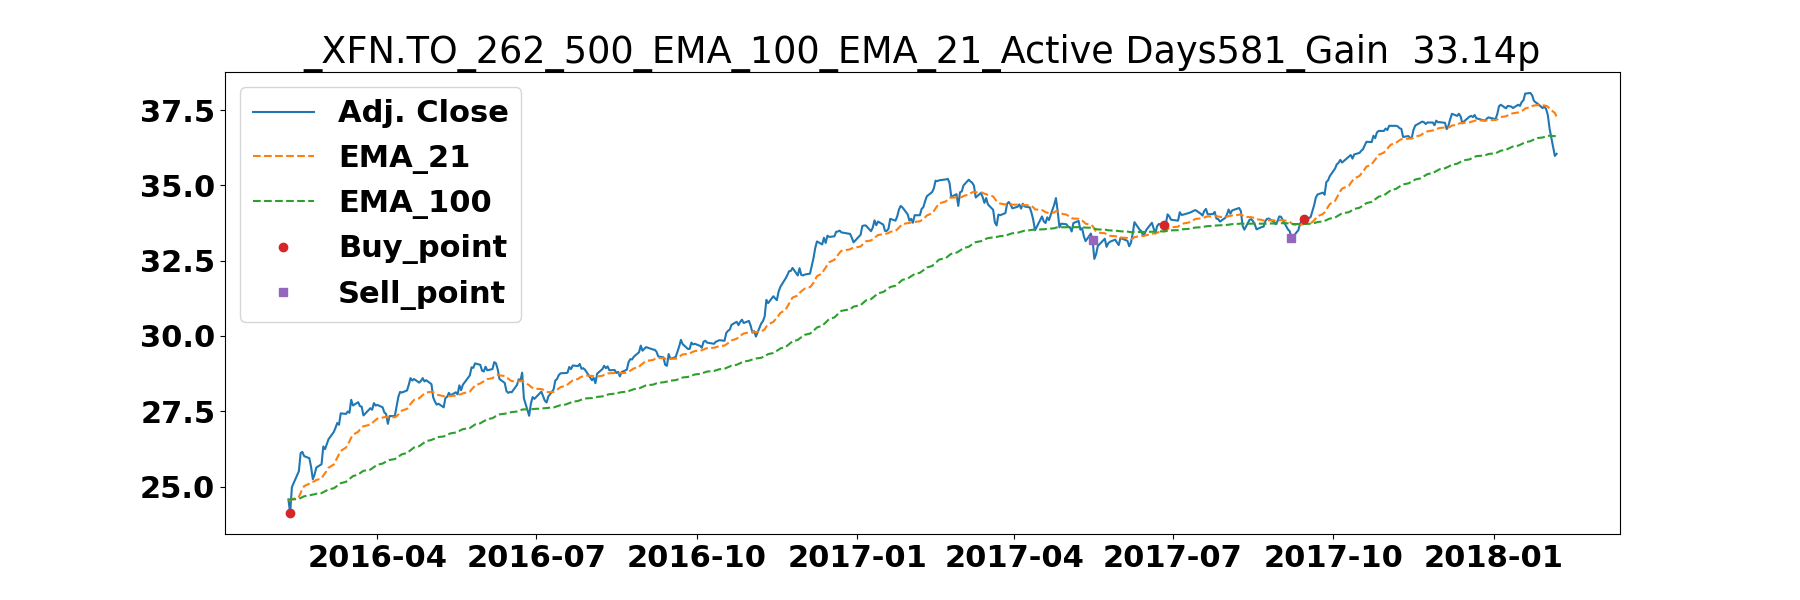 _XFN.TO_262_500_EMA_100_EMA_21_Active Days581_Gain  33.14p
Adj. Close
EMA_21
EMA_100
Buy_point
Sell_point
37.5
35.0
32.5
30.0
27.5
25.0
2016-04 2016-07 2016-10 2017-01 2017-04 2017-07 2017-10 2018-01